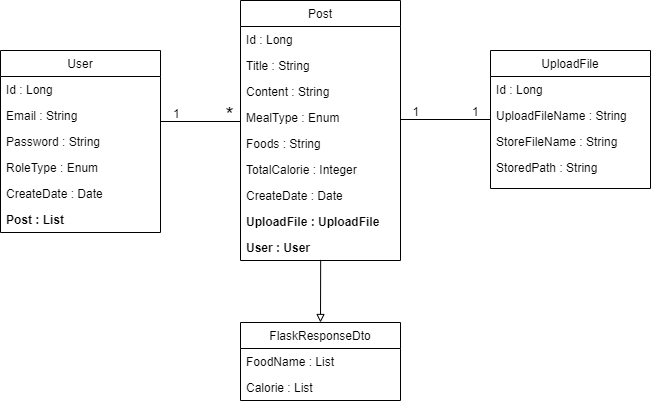 User
Id : Long
Email : String
Password : String
RoleType : Enum
CreateDate : Date
Post : List
1
*
Post
Id : Long
Title : String
Content : String
MealType : Enum
Foods : String
TotalCalorie : Integer
CreateDate : Date
UploadFile : UploadFile
User : User
1
1
UploadFile
Id : Long
UploadFileName : String
StoreFileName : String
StoredPath : String
FlaskResponseDto
FoodName : List
Calorie : List